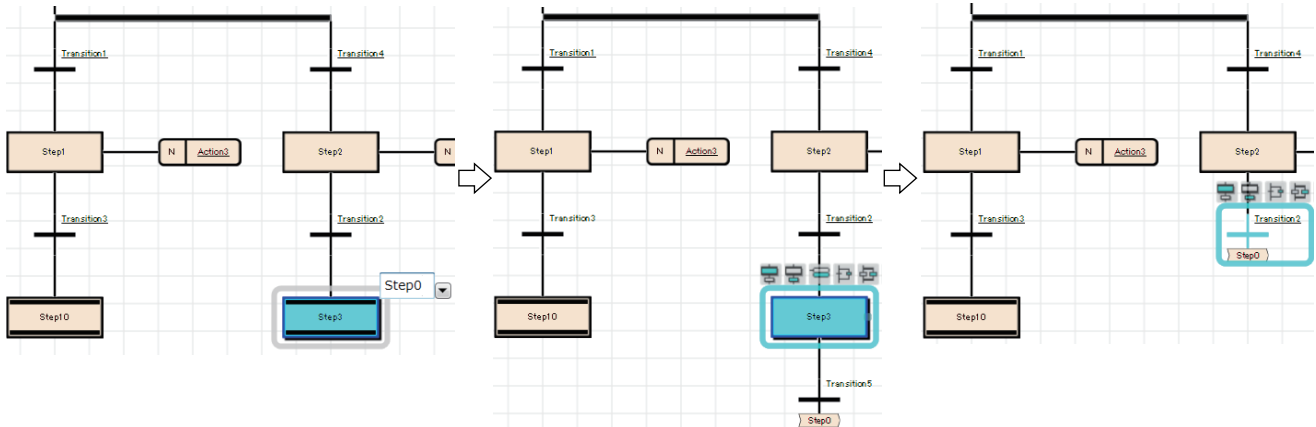 Transition1 Transition4
Step1 N Action3 Step2 N
Transition3 Transition2
Step0
Step10 Step3
Transition1 Transition4
Step1 N Action3 Step2
Transition3 Transition2
Step10 Step3
Transition5
Step0
Transition1 Transition4
Step1 N Action3 Step2
Transition3 Transition2
Step0
Step10